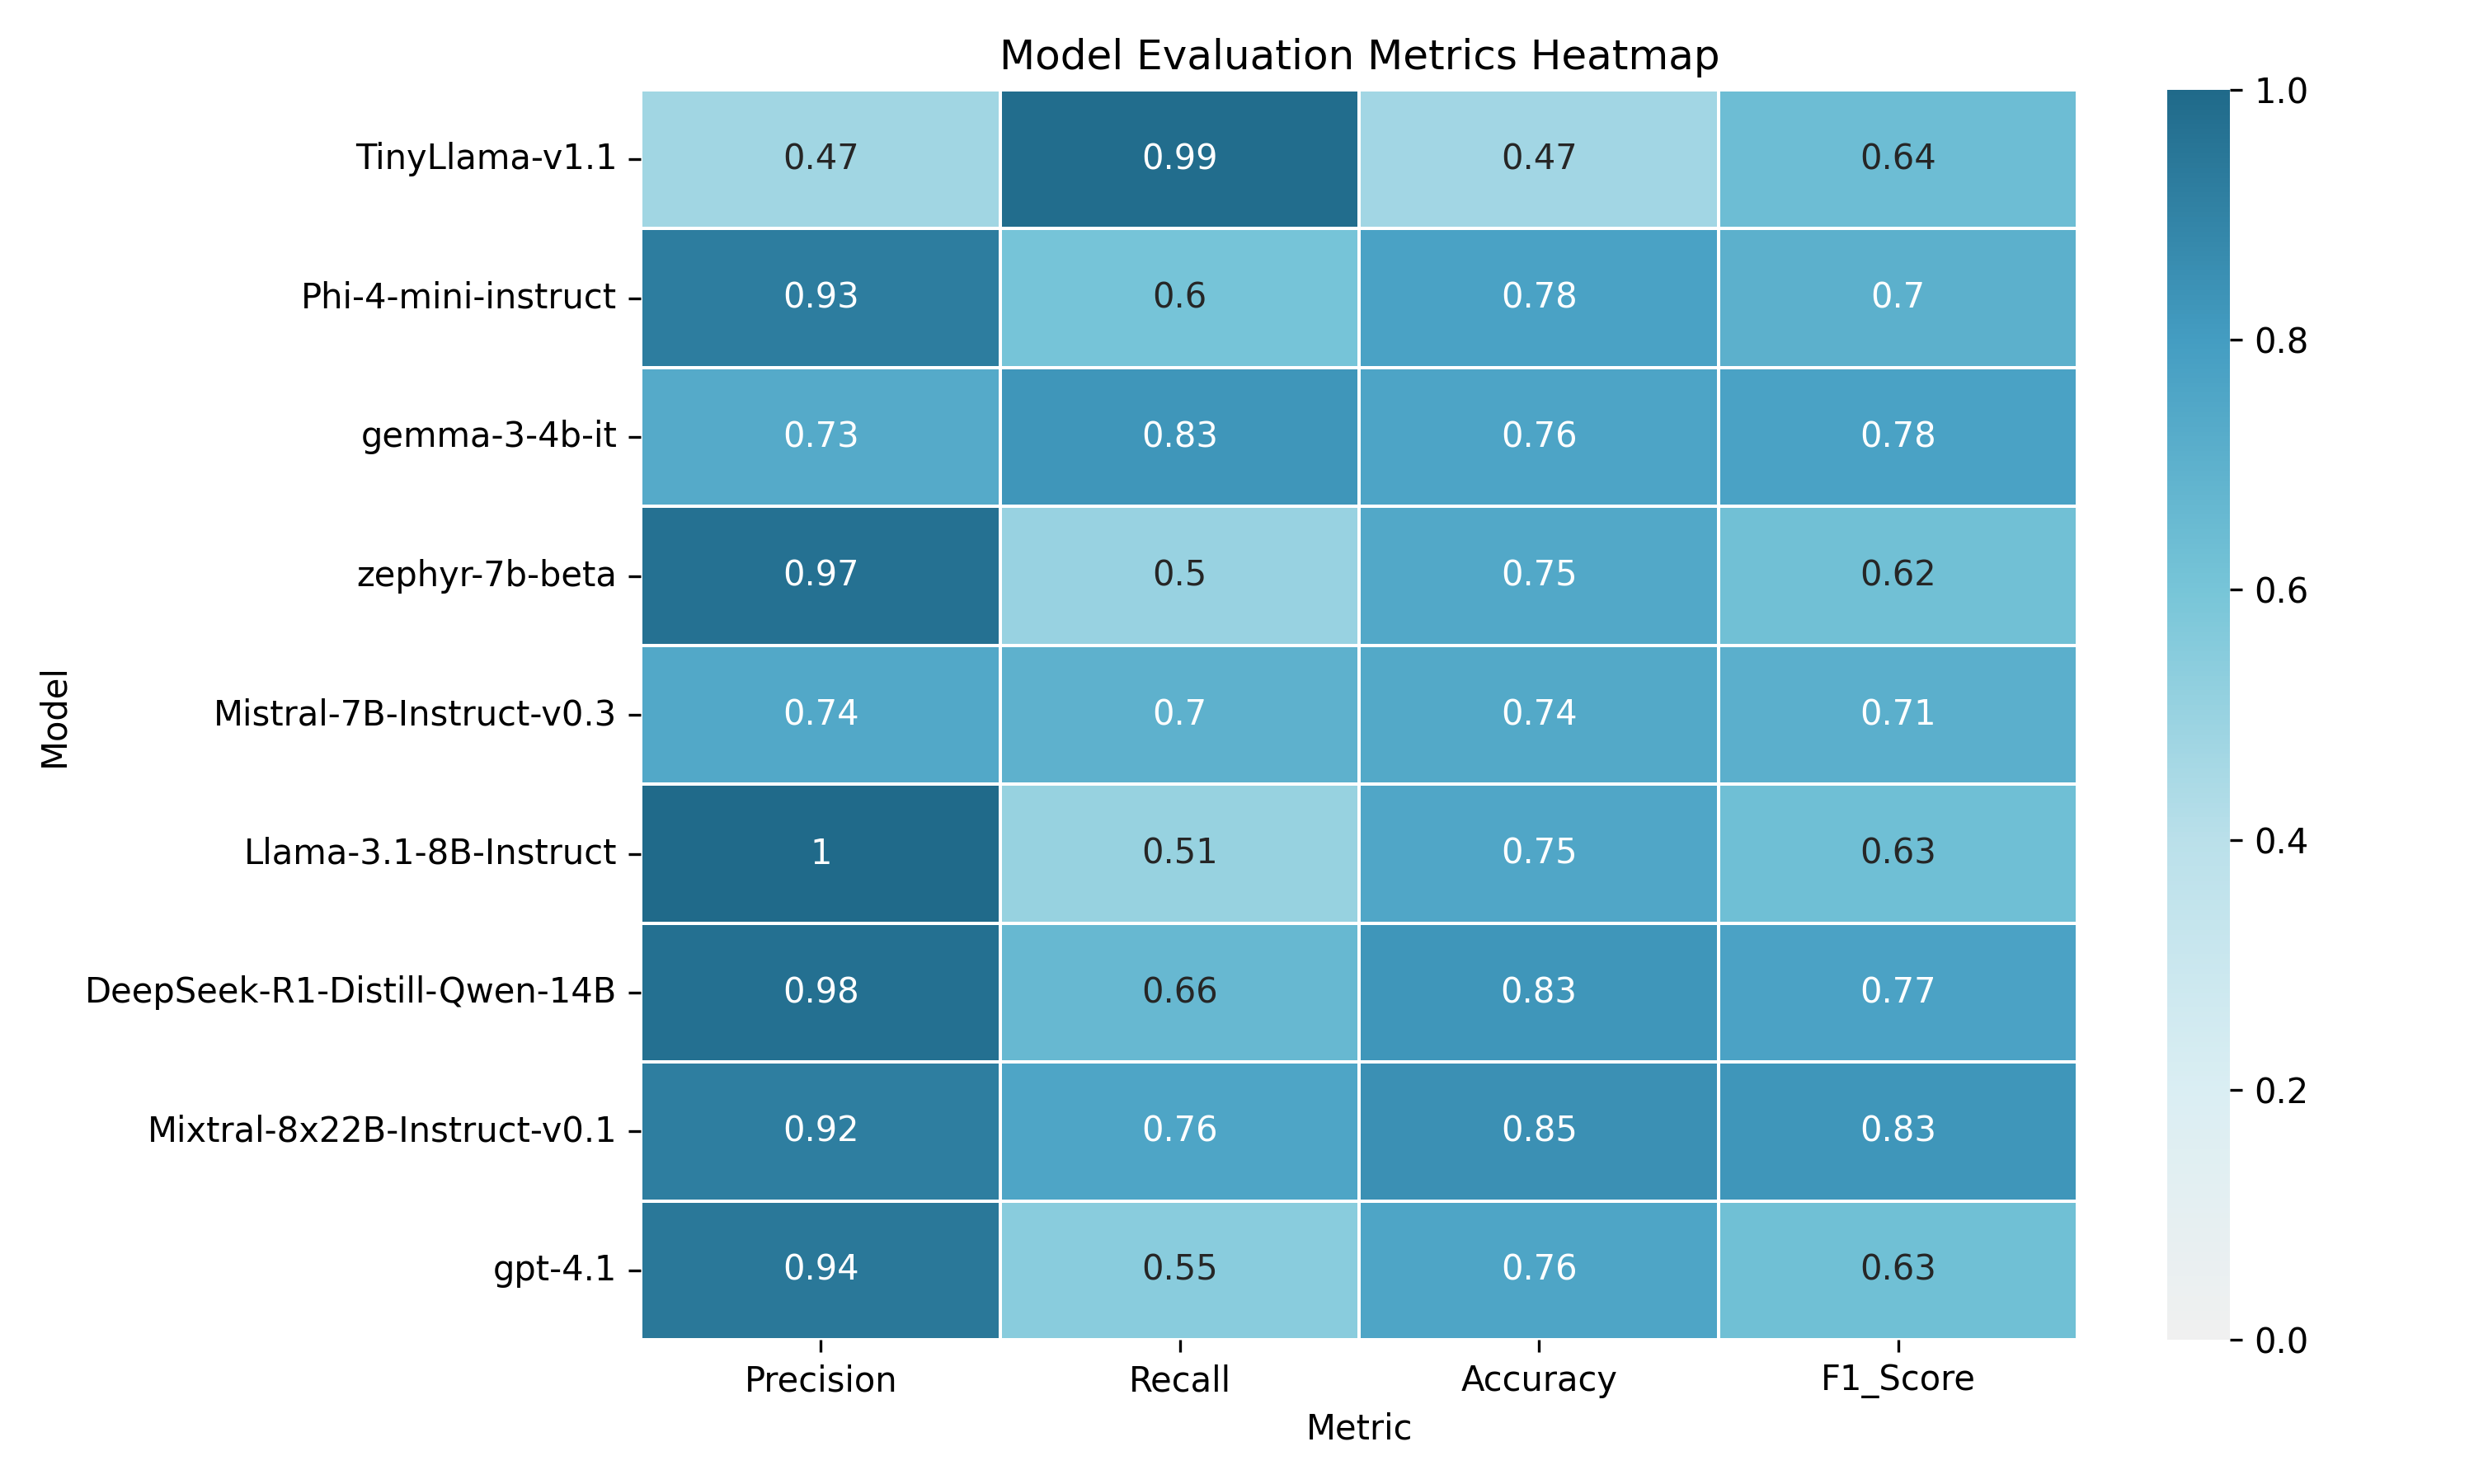 Model Evaluation Metrics Heatmap
TinyLlama-v1.1 0.47 0.99 0.47 0.64
Phi-4-mini-instruct 0.93 0.6 0.78 0.7
gemma-3-4b-it 0.73 0.83 0.76 0.78
zephyr-7b-beta 0.97 0.5 0.75 0.62
Mistral-7B-Instruct-v0.3 0.74 0.7 0.74 0.71
Llama-3.1-8B-Instruct 1 0.51 0.75 0.63
DeepSeek-R1-Distill-Qwen-14B 0.98 0.66 0.83 0.77
Mixtral-8x22B-Instruct-v0.1 0.92 0.76 0.85 0.83
gpt-4.1 0.94 0.55 0.76 0.63
Precision Recall Accuracy F1_Score
Metric
Model
1.0
0.8
0.6
0.4
0.2
0.0